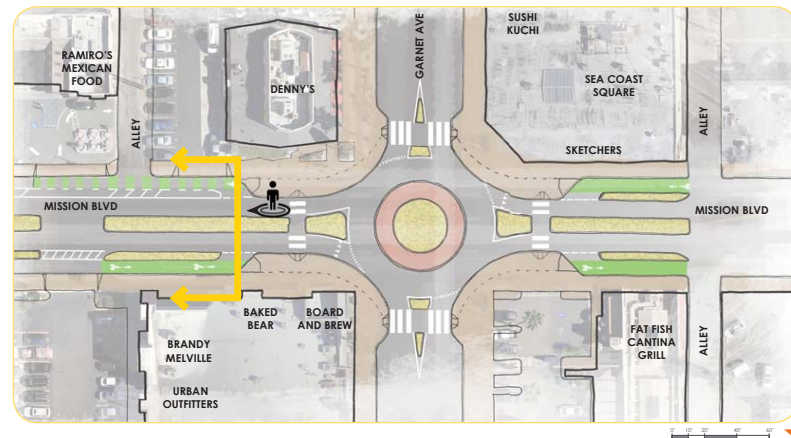 RAMIRO'S
MEXICAN
FOOD
ALLEY
DENNY'S
GARNET AVE
SUSHI
KUCHI
SEA COAST
SQUARE
SKETCHERS
ALLEY
MISSION BLVD
MISSION BLVD
BAKED
BEAR
BOARD
AND BREW
BRANDY
MELVILLE
URBAN
OUTFITTERS
FAT FISH
CANTINA
GRILL
ALLEY
0' 10' 20' 40' 60'